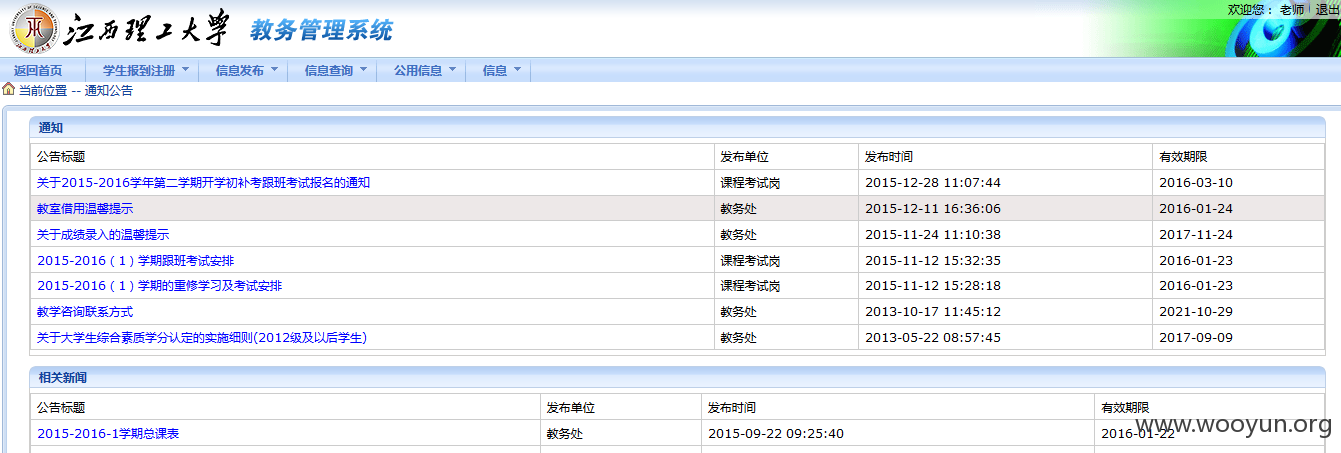 江西理工大学 教务管理系统 欢迎您： 老师 | 退出
返回首页 学生报到注册 信息发布 信息查询 公用信息 信息
当前位置 -- 通知公告
通知
公告标题 发布单位 发布时间 有效期限
关于2015-2016学年第二学期开学初补考跟班考试报名的通知 课程考试岗 2015-12-28 11:07:44 2016-03-10
教室借用温馨提示 教务处 2015-12-11 16:36:06 2016-01-24
关于成绩录入的温馨提示 教务处 2015-11-24 11:10:38 2017-11-24
2015-2016（1）学期跟班考试安排 课程考试岗 2015-11-12 15:32:35 2016-01-23
2015-2016（1）学期的重修学习及考试安排 课程考试岗 2015-11-12 15:28:18 2016-01-23
教学咨询联系方式 教务处 2013-10-17 11:45:12 2021-10-29
关于大学生综合素质学分认定的实施细则(2012级及以后学生) 教务处 2013-05-22 08:57:45 2017-09-09
相关新闻
公告标题 发布单位 发布时间 有效期限
2015-2016-1学期总课表 教务处 2015-09-22 09:25:40 2016-01-22
www.wooyun.org